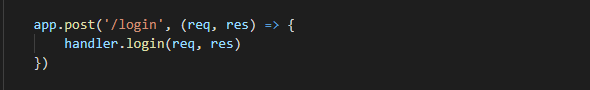 app.post('/login', (req, res) => {
    handler.login(req, res)
})